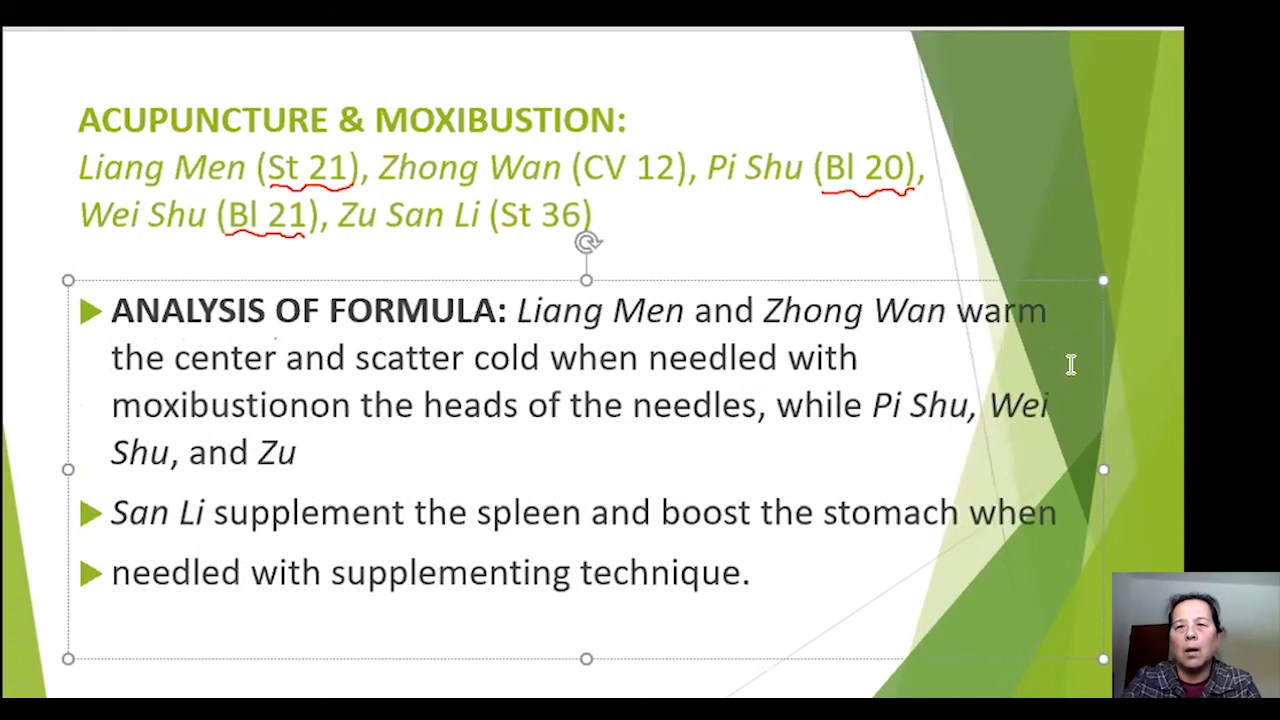 ACUPUNCTURE & MOXIBUSTION:
Liang Men (St 21), Zhong Wan (CV 12), Pi Shu (Bl 20),
Wei Shu (Bl 21), Zu San Li (St 36)
ANALYSIS OF FORMULA: Liang Men and Zhong Wan warm
the center and scatter cold when needled with
moxibustionon the heads of the needles, while Pi Shu, Wei
Shu, and Zu
San Li supplement the spleen and boost the stomach when
needled with supplementing technique.